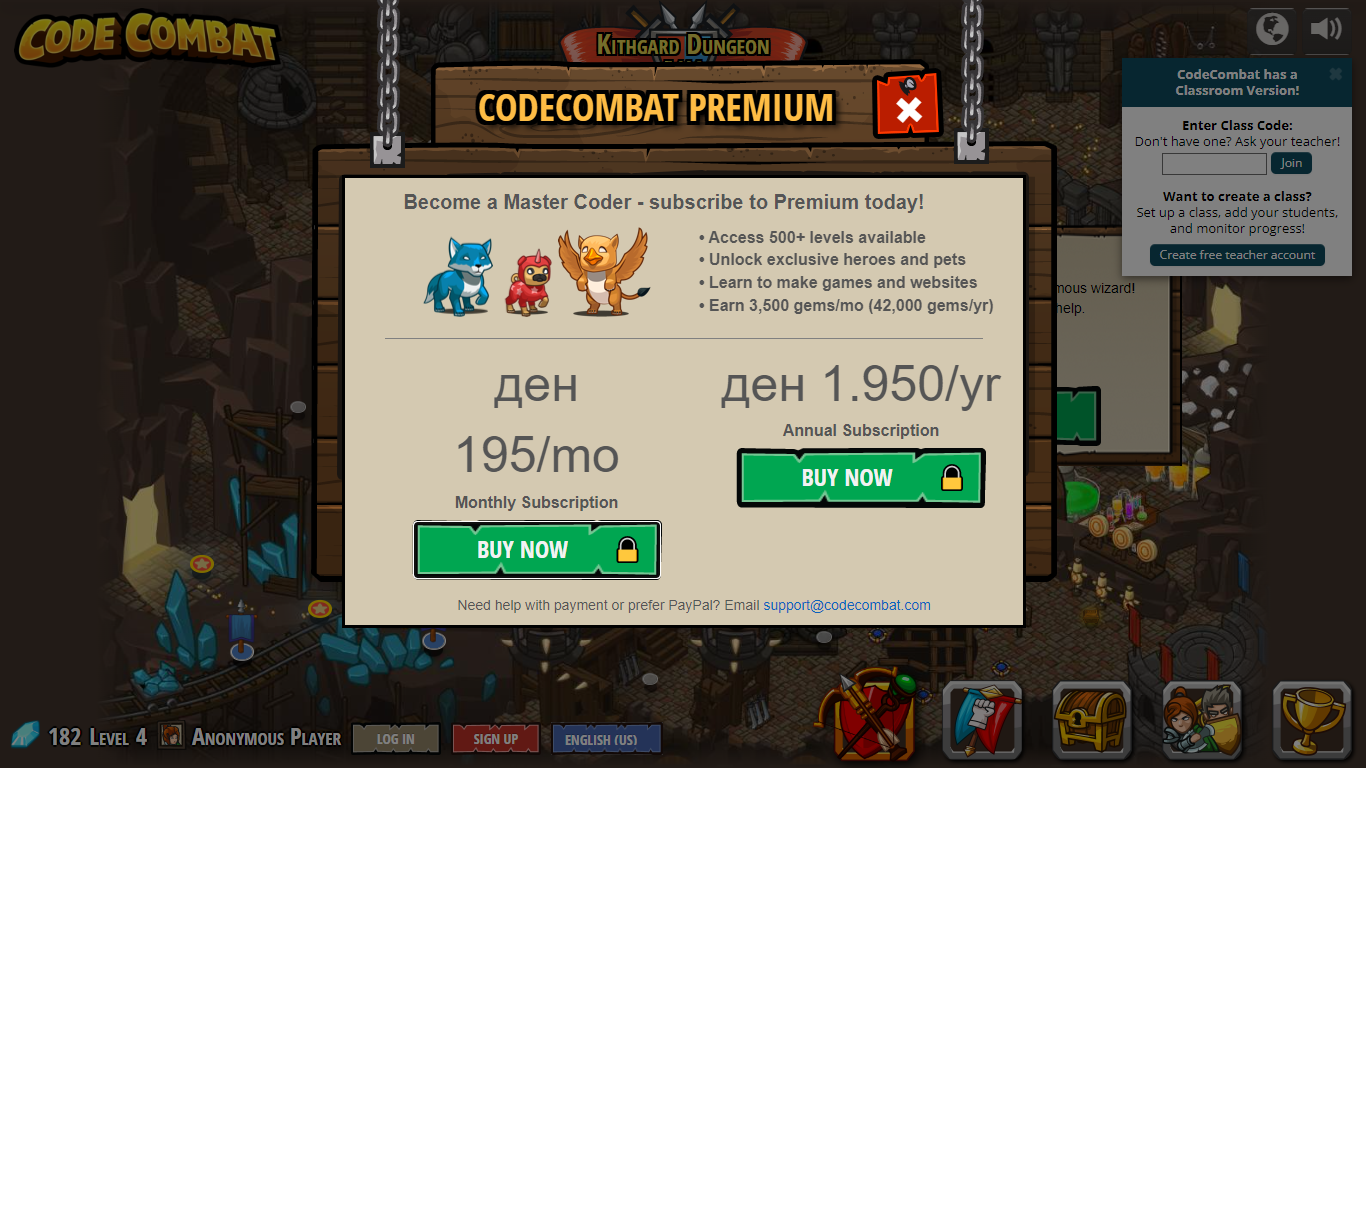 CODE COMBAT
KITHGARD DUNGEON
CODECOMBAT PREMIUM
CodeCombat has a
Classroom Version!
Enter Class Code:
Don't have one? Ask your teacher!
Join
Want to create a class?
Set up a class, add your students,
and monitor progress!
Create free teacher account
Become a Master Coder - subscribe to Premium today!
• Access 500+ levels available
• Unlock exclusive heroes and pets
• Learn to make games and websites
• Earn 3,500 gems/mo (42,000 gems/yr)
wizard!
help.
ден
195/mo
Monthly Subscription
BUY NOW
ден 1.950/yr
Annual Subscription
BUY NOW
Need help with payment or prefer PayPal? Email support@codecombat.com
182 LEVEL 4 ANONYMOUS PLAYER LOG IN SIGN UP ENGLISH (US)